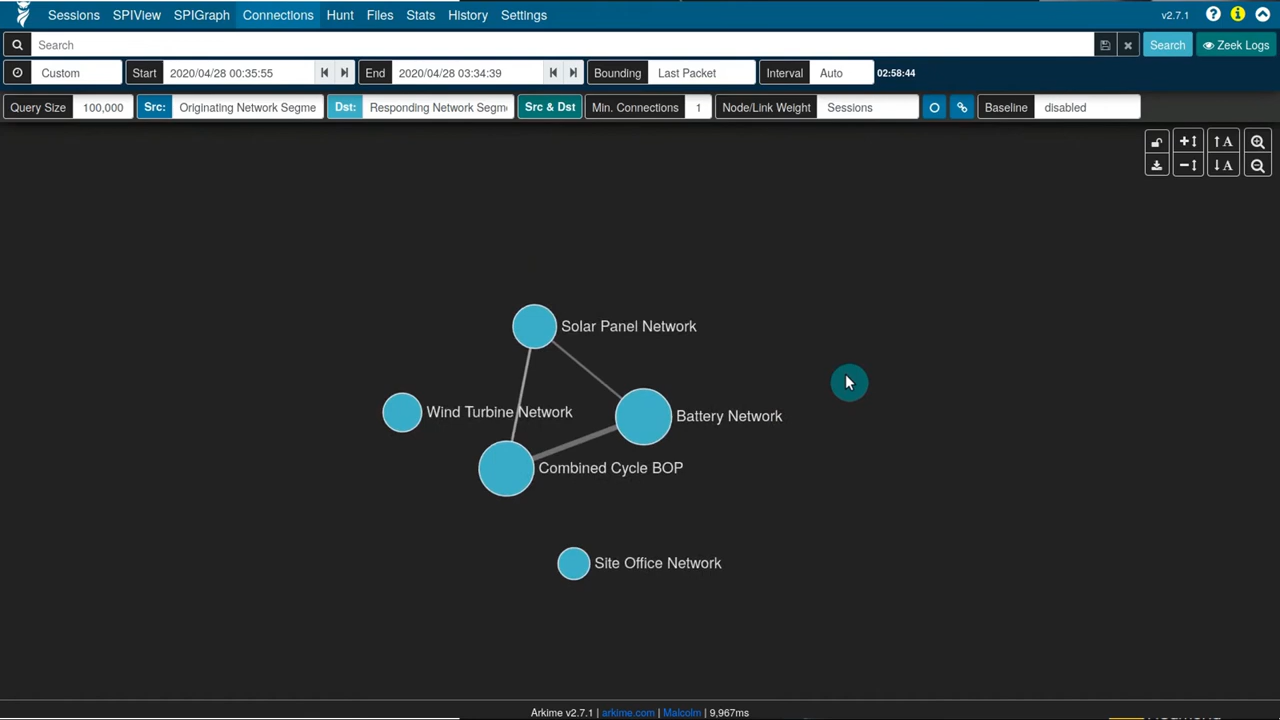 Sessions SPIView SPIGraph Connections Hunt Files Stats History Settings v2.7.1
Search Search Zeek Logs
Custom Start 2020/04/28 00:35:55 End 2020/04/28 03:34:39 Bounding Last Packet Interval Auto 02:58:44
Query Size 100,000 Src: Originating Network Segme Dst: Responding Network Segm Src & Dst Min. Connections 1 Node/Link Weight Sessions Baseline disabled
Solar Panel Network
Wind Turbine Network
Battery Network
Combined Cycle BOP
Site Office Network
Arkime v2.7.1 | arkime.com | Malcolm | 9,967ms